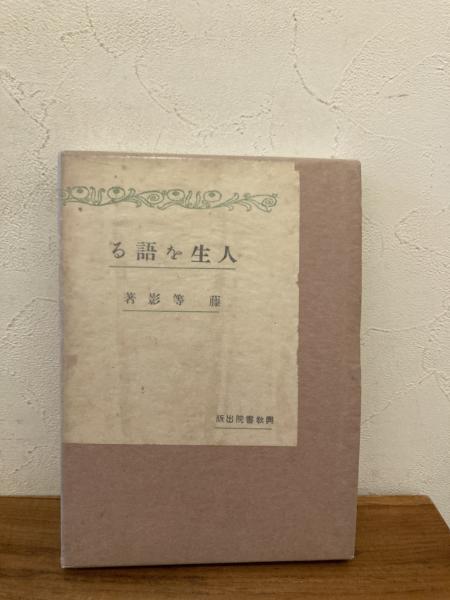 人生を語る
藤等影著
興教書院出版